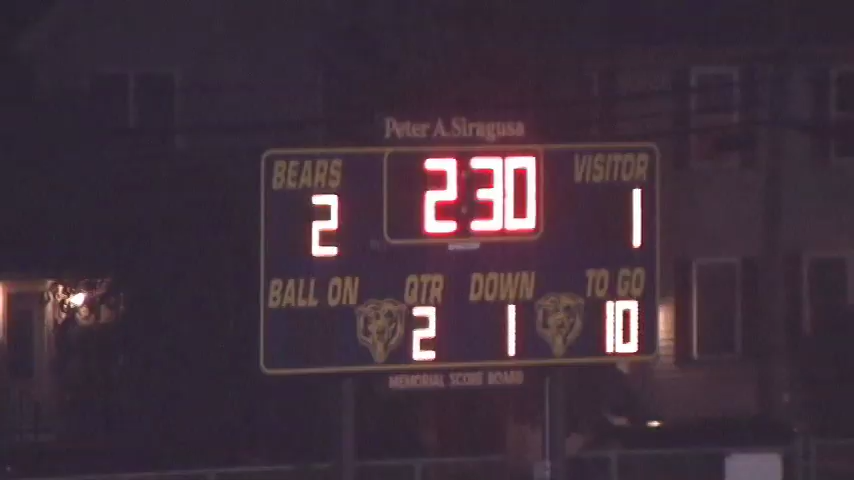 Peter A. Siragusa
BEARS 2:30 VISITOR
2 1
BALL ON QTR DOWN TO GO
2 1 10
MEMORIAL SCORE BOARD